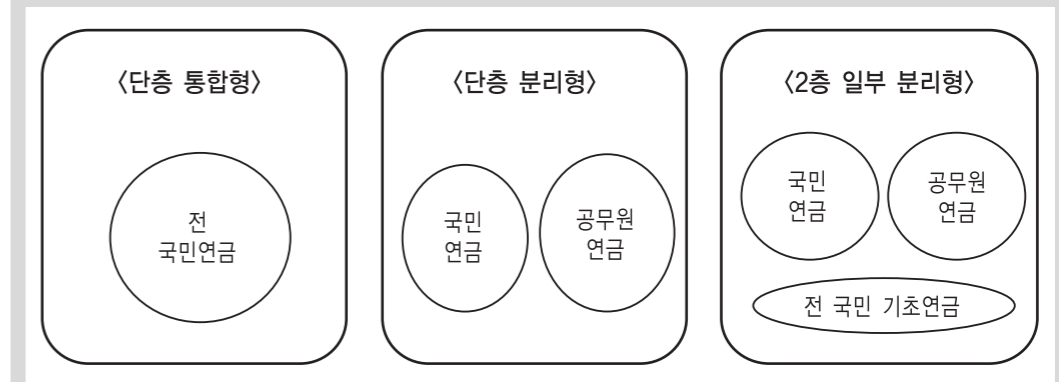 〈단층 통합형〉
전
국민연금
〈단층 분리형〉
국민
연금
공무원
연금
〈2층 일부 분리형〉
국민
연금
공무원
연금
전 국민 기초연금